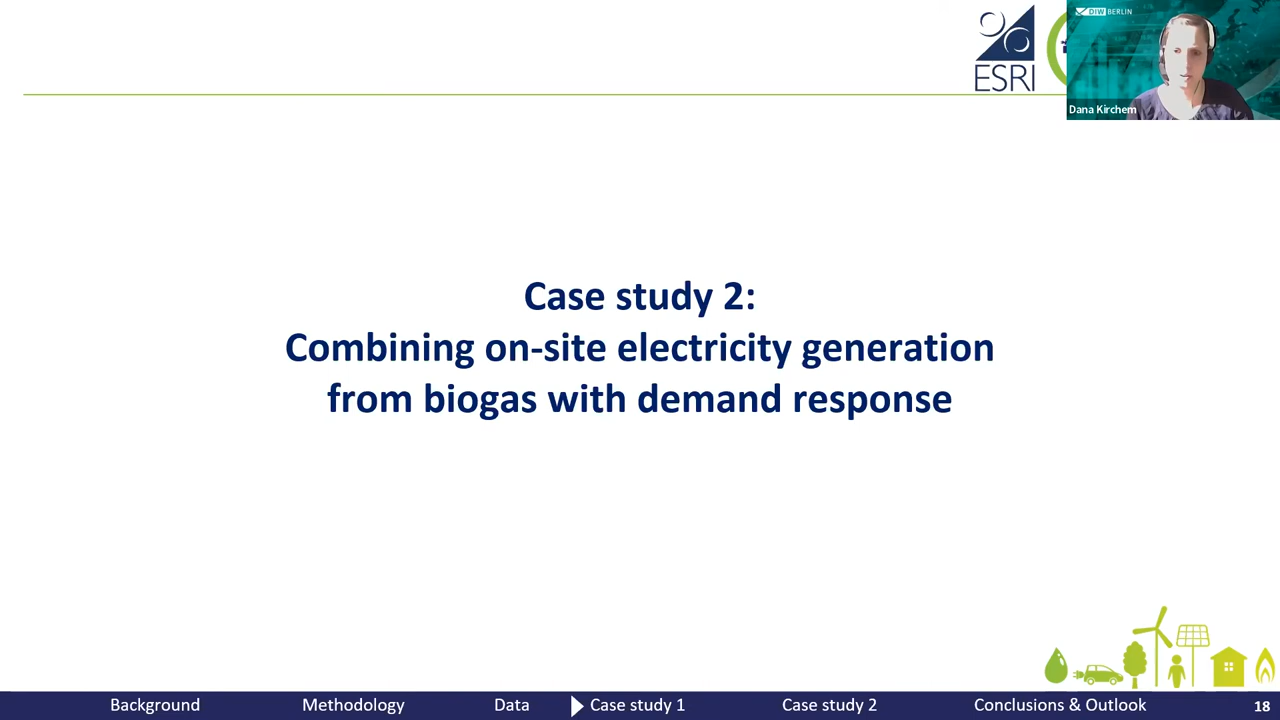 ESRI
DIW BERLIN
Dana Kirchem
Case study 2:
Combining on-site electricity generation
from biogas with demand response
Background
Methodology
Data
Case study 1
Case study 2
Conclusions & Outlook
18